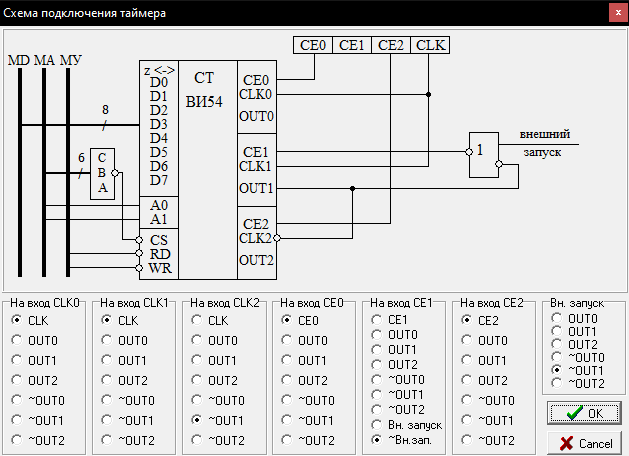 Схема подключения таймера
x
CE0 CE1 CE2 CLK
MD MA МУ
z <->
D0
D1
D2
D3
D4
D5
D6
D7
A0
A1
CS
RD
WR
СТ
ВИ54
CE0
CLK0
OUT0
CE1
CLK1
OUT1
CE2
CLK2
OUT2
8
/
6
/
С
В
А
1
внешний
запуск
На вход CLK0
CLK
OUT0
OUT1
OUT2
~OUT0
~OUT1
~OUT2
На вход CLK1
CLK
OUT0
OUT1
OUT2
~OUT0
~OUT1
~OUT2
На вход CLK2
CLK
OUT0
OUT1
OUT2
~OUT0
~OUT1
~OUT2
На вход CE0
CE0
OUT0
OUT1
OUT2
~OUT0
~OUT1
~OUT2
На вход CE1
CE1
OUT0
OUT1
OUT2
~OUT0
~OUT1
~OUT2
Вн. запуск
~Вн.зап.
На вход CE2
CE2
OUT0
OUT1
OUT2
~OUT0
~OUT1
~OUT2
Вн. запуск
OUT0
OUT1
OUT2
~OUT0
~OUT1
~OUT2
OK
Cancel